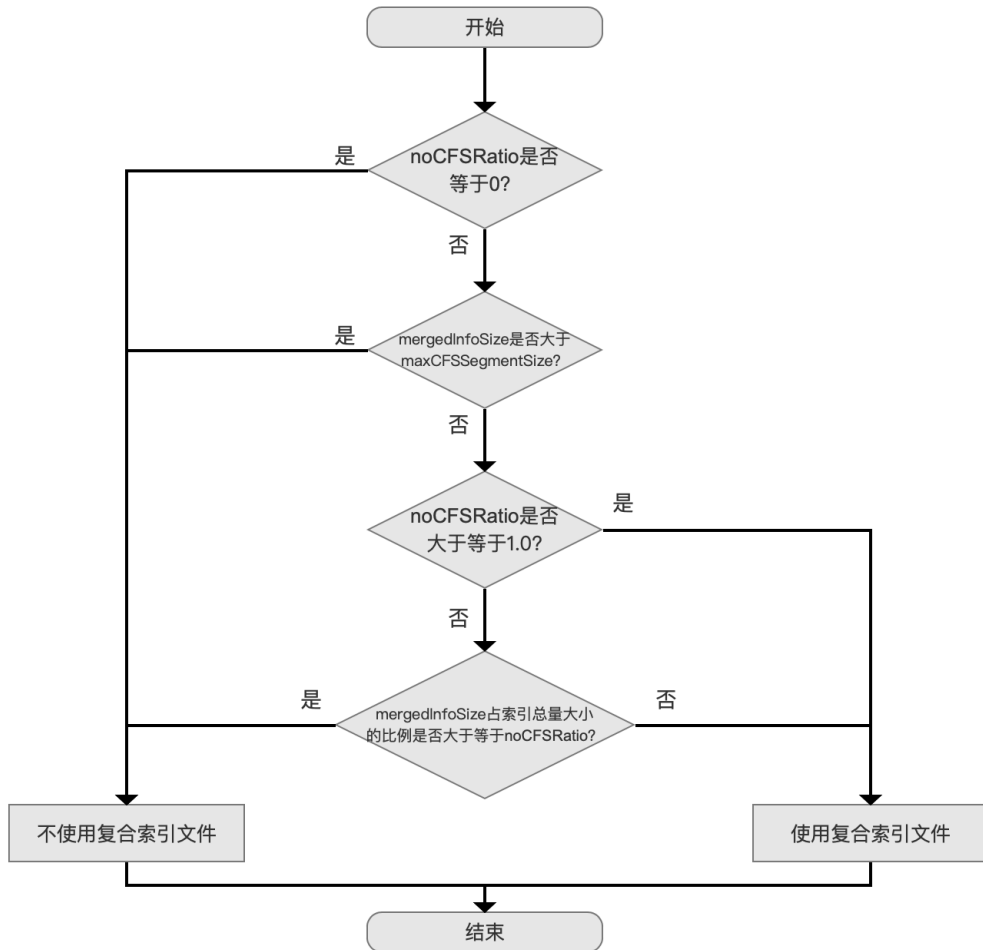 开始
是
noCFSRatio是否
等于0?
否
是
mergedInfoSize是否大于
maxCFSSegmentSize?
否
noCFSRatio是否
大于等于1.0?
是
否
是
mergedInfoSize占索引总量大小
的比例是否大于等于noCFSRatio?
否
不使用复合索引文件
使用复合索引文件
结束